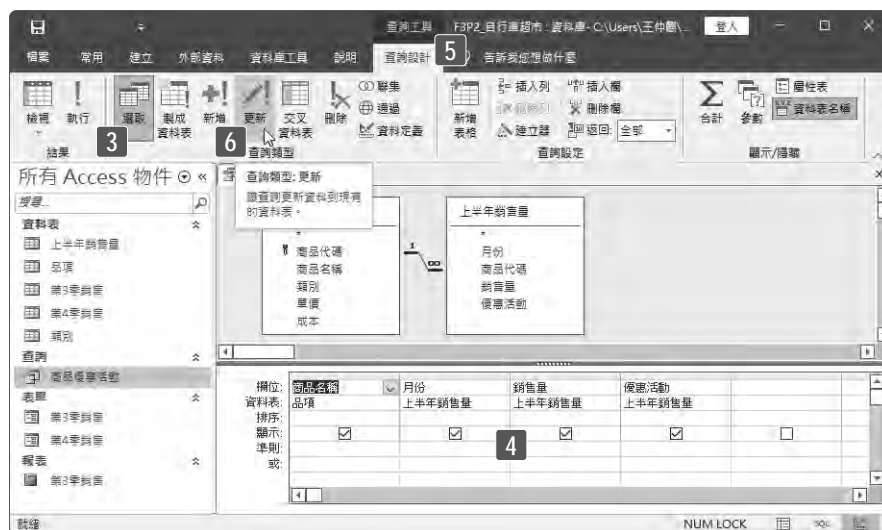 查詢工具 F3P2_自行車超市: 資料庫- C:\Users\王仲麒\... 登入
檔案 常用 建立 外部資料 資料庫工具 說明 查詢設計 5 告訴我您想做什麼
檢視 執行 選取 製成資料表 新增 更新 交叉資料表 刪除 聯集 通過 資料定義 新增表格 插入列 刪除列 建立器 插入欄 刪除欄 返回: 全部 合計 參數 屬性表 資料表名稱
3 6
結果 查詢類型 查詢設定 顯示/隱藏
所有 Access 物件
搜尋...
資料表
上半年銷售量
品項
第3季銷售
第4季銷售
類別
查詢
商品優惠活動
表單
第3季銷售
第4季銷售
報表
第3季銷售
查詢類型: 更新
讓查詢更新資料到現有
的資料表。
*
商品代碼
商品名稱
類別
單價
成本
1 ∞
上半年銷售量
*
月份
商品代碼
銷售量
優惠活動
欄位: 商品名稱 月份 銷售量 優惠活動
資料表: 品項 上半年銷售量 上半年銷售量 上半年銷售量
排序:
顯示:
準則: 4
或:
就緒 NUM LOCK SQL